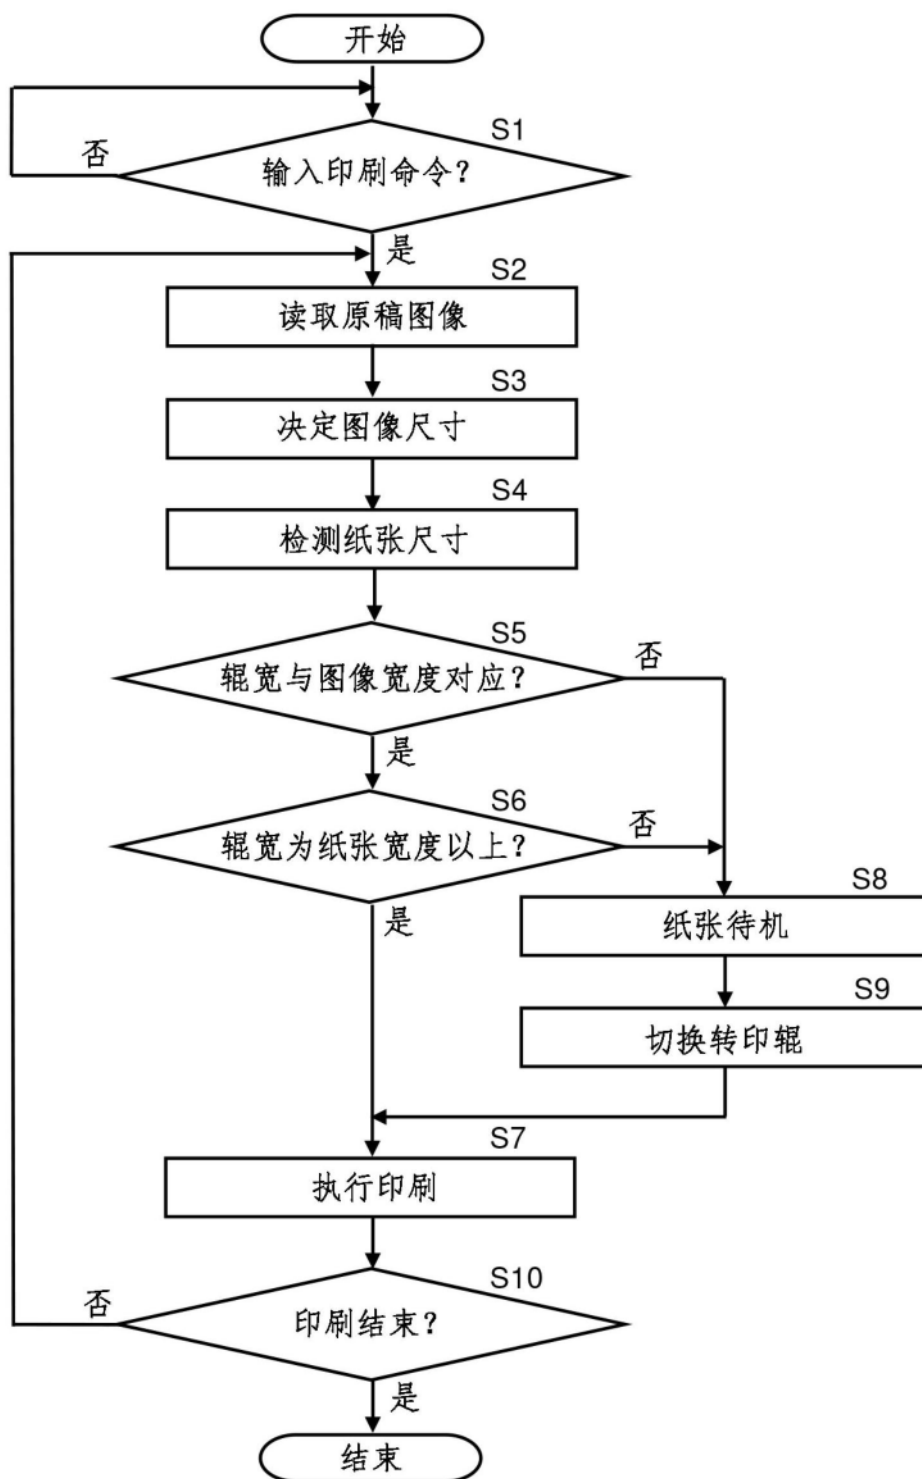 开始
S1
否
输入印刷命令？
是
S2
读取原稿图像
S3
决定图像尺寸
S4
检测纸张尺寸
S5
辊宽与图像宽度对应？
否
是
S6
辊宽为纸张宽度以上？
否
是
S8
纸张待机
S9
切换转印辊
S7
执行印刷
S10
否
印刷结束？
是
结束